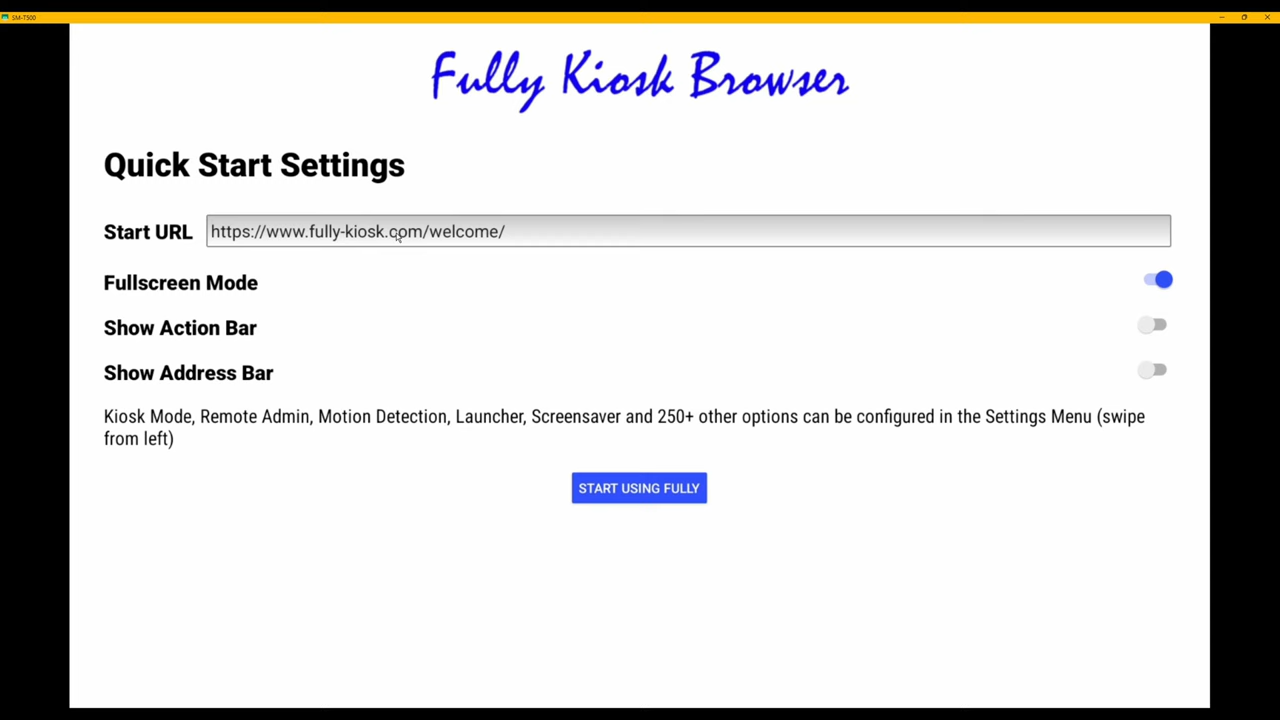 SM-T500
Fully Kiosk Browser
Quick Start Settings
Start URL https://www.fully-kiosk.com/welcome/
Fullscreen Mode
Show Action Bar
Show Address Bar
Kiosk Mode, Remote Admin, Motion Detection, Launcher, Screensaver and 250+ other options can be configured in the Settings Menu (swipe
from left)
START USING FULLY